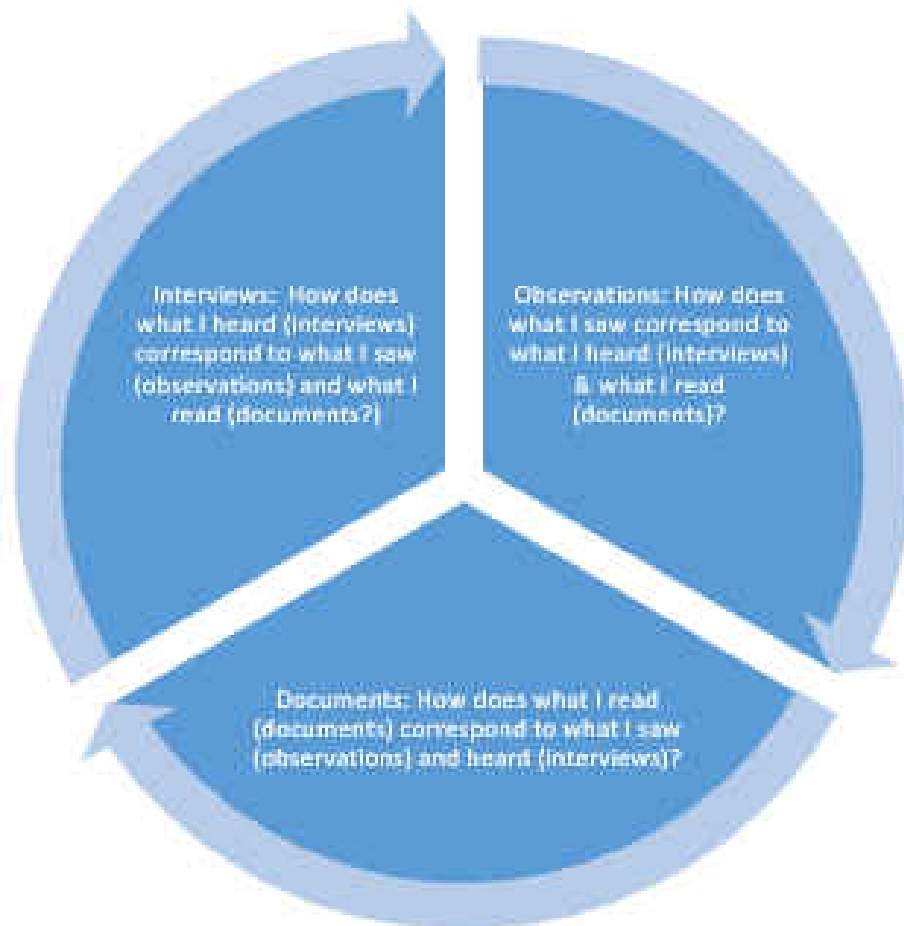 Interviews:  How does
what I heard (interviews)
correspond to what I saw
(observations) and what I
read (documents?)
Observations: How does
what I saw correspond to
what I heard (interviews)
& what I read
(documents)?
Documents: How does what I read
(documents) correspond to what I saw
(observations) and heard (interviews)?